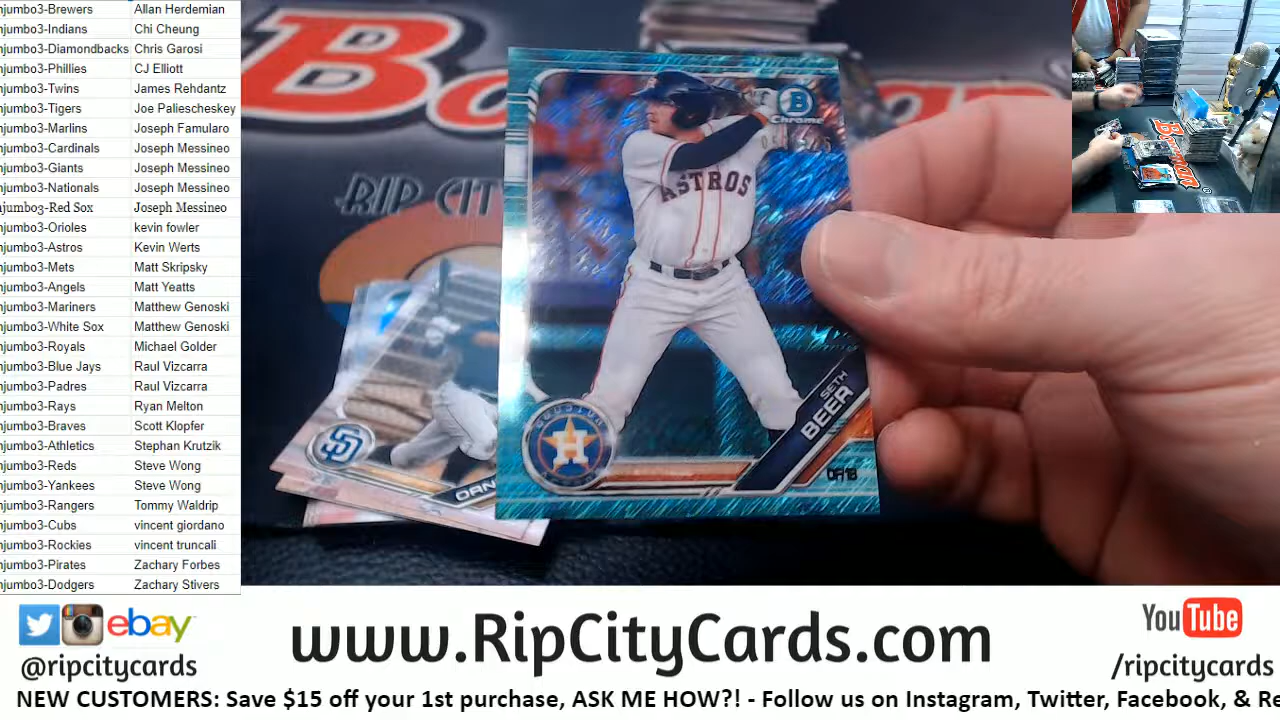 njumbo3-Brewers Allan Herdemian
njumbo3-Indians Chi Cheung
njumbo3-Diamondbacks Chris Garosi
njumbo3-Phillies CJ Elliott
njumbo3-Twins James Rehdantz
njumbo3-Tigers Joe Paliescheskey
njumbo3-Marlins Joseph Famularo
njumbo3-Cardinals Joseph Messineo
njumbo3-Giants Joseph Messineo
njumbo3-Nationals Joseph Messineo
njumbo3-Red Sox Joseph Messineo
njumbo3-Orioles kevin fowler
njumbo3-Astros Kevin Werts
njumbo3-Mets Matt Skripsky
njumbo3-Angels Matt Yeatts
njumbo3-Mariners Matthew Genoski
njumbo3-White Sox Matthew Genoski
njumbo3-Royals Michael Golder
njumbo3-Blue Jays Raul Vizcarra
njumbo3-Padres Raul Vizcarra
njumbo3-Rays Ryan Melton
njumbo3-Braves Scott Klopfer
njumbo3-Athletics Stephan Krutzik
njumbo3-Reds Steve Wong
njumbo3-Yankees Steve Wong
njumbo3-Rangers Tommy Waldrip
njumbo3-Cubs vincent giordano
njumbo3-Rockies vincent truncali
njumbo3-Pirates Zachary Forbes
njumbo3-Dodgers Zachary Stivers
Bo
RIP CIT
B
Chrome
ASTROS
SETH
BEER
OF/1B
HOUSTON
H
SD
ORN
Bowman
ebay
@ripcitycards
www.RipCityCards.com
YouTube
/ripcitycards
NEW CUSTOMERS: Save $15 off your 1st purchase, ASK ME HOW?! - Follow us on Instagram, Twitter, Facebook, & Re